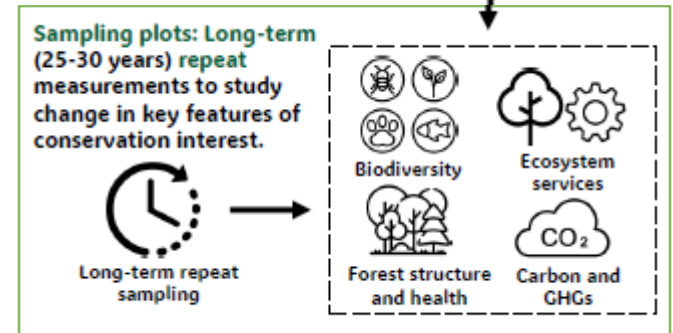 Sampling plots: Long-term
(25-30 years) repeat
measurements to study
change in key features of
conservation interest.
Long-term repeat
sampling
Biodiversity
Ecosystem
services
Forest structure
and health
CO₂
Carbon and
GHGs